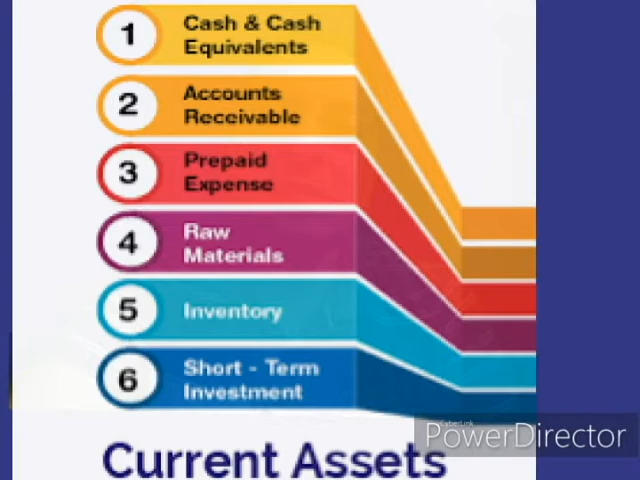 1
Cash & Cash
Equivalents
2
Accounts
Receivable
3
Prepaid
Expense
4
Raw
Materials
5
Inventory
6
Short - Term
Investment
CyberLink
PowerDirector
Current Assets